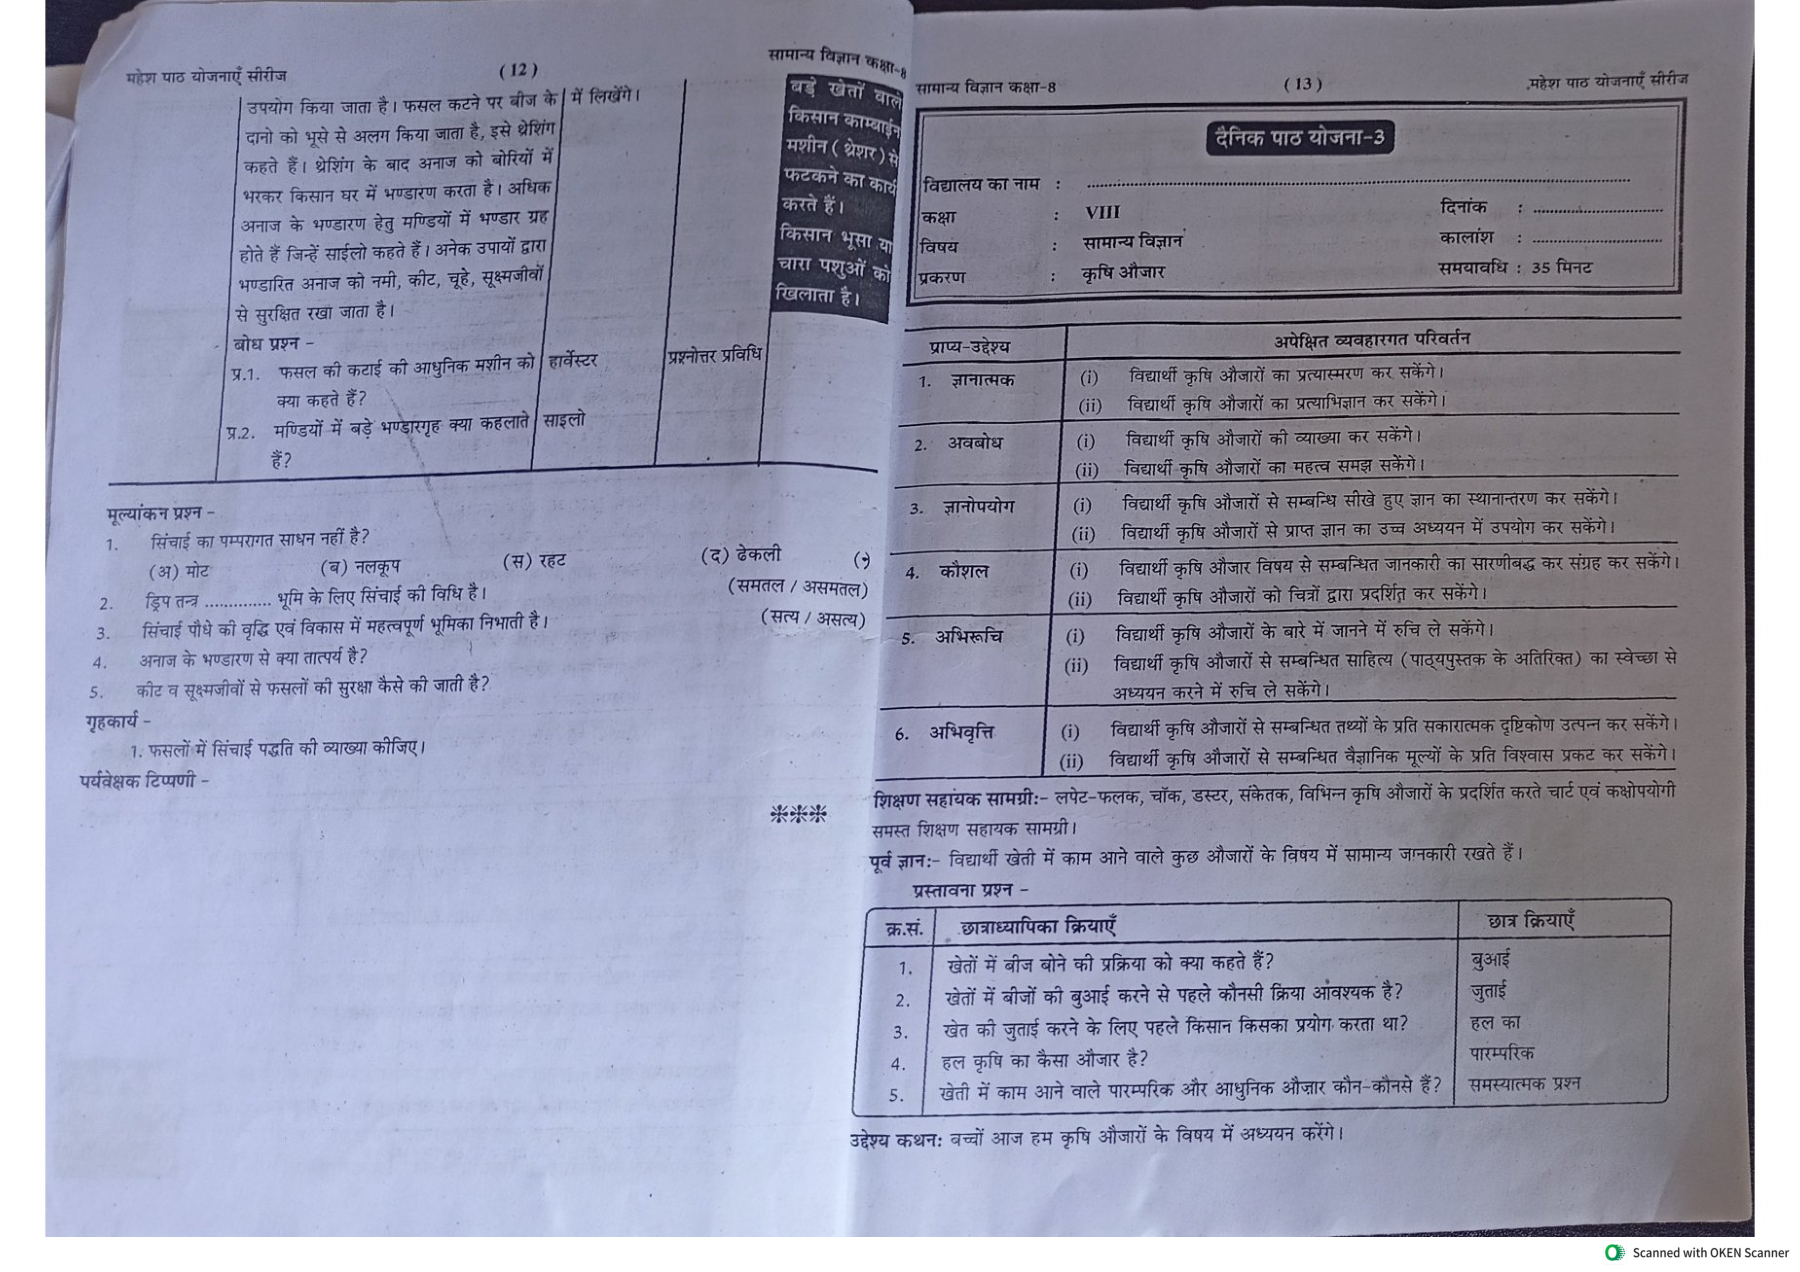 महेश पाठ योजनाएँ सीरीज
( 12 )
सामान्य विज्ञान कक्षा-8
उपयोग किया जाता है। फसल कटने पर बीज के
दानो को भूसे से अलग किया जाता है, इसे थ्रेशिंग
कहते हैं। थ्रेशिंग के बाद अनाज को बोरियों में
भरकर किसान घर में भण्डारण करता है। अधिक
अनाज के भण्डारण हेतु मण्डियों में भण्डार ग्रह
होते हैं जिन्हें साईलो कहते हैं। अनेक उपायों द्वारा
भण्डारित अनाज को नमी, कीट, चूहे, सूक्ष्मजीवों
से सुरक्षित रखा जाता है।
में लिखेंगे।
बड़े खेतों वाले
किसान काम्बाईन
मशीन ( थ्रेशर ) से
फटकने का कार्य
करते हैं।
किसान भूसा या
चारा पशुओं को
खिलाता है।
बोध प्रश्न -
प्र.1. फसल की कटाई की आधुनिक मशीन को
क्या कहते हैं?
हार्वेस्टर
प्रश्नोत्तर प्रविधि
प्र.2. मण्डियों में बड़े भण्डारगृह क्या कहलाते
हैं?
साइलो
मूल्यांकन प्रश्न -
1. सिंचाई का पम्परागत साधन नहीं है?
(अ) मोट (ब) नलकूप (स) रहट (द) ढेकली
2. ड्रिप तन्त्र ............. भूमि के लिए सिंचाई की विधि है। (समतल / असमतल)
3. सिंचाई पौधे की वृद्धि एवं विकास में महत्वपूर्ण भूमिका निभाती है। (सत्य / असत्य)
4. अनाज के भण्डारण से क्या तात्पर्य है?
5. कीट व सूक्ष्मजीवों से फसलों की सुरक्षा कैसे की जाती है?
गृहकार्य -
1. फसलों में सिंचाई पद्धति की व्याख्या कीजिए।
पर्यवेक्षक टिप्पणी -
सामान्य विज्ञान कक्षा-8
( 13 )
महेश पाठ योजनाएँ सीरीज
दैनिक पाठ योजना-3
विद्यालय का नाम : ....................
कक्षा : VIII दिनांक : ....................
विषय : सामान्य विज्ञान कालांश : ....................
प्रकरण : कृषि औजार समयावधि : 35 मिनट
प्राप्य-उद्देश्य अपेक्षित व्यवहारगत परिवर्तन
1. ज्ञानात्मक (i) विद्यार्थी कृषि औजारों का प्रत्यास्मरण कर सकेंगे।
(ii) विद्यार्थी कृषि औजारों का प्रत्याभिज्ञान कर सकेंगे।
2. अवबोध (i) विद्यार्थी कृषि औजारों की व्याख्या कर सकेंगे।
(ii) विद्यार्थी कृषि औजारों का महत्व समझ सकेंगे।
3. ज्ञानोपयोग (i) विद्यार्थी कृषि औजारों से सम्बन्धि सीखे हुए ज्ञान का स्थानान्तरण कर सकेंगे।
(ii) विद्यार्थी कृषि औजारों से प्राप्त ज्ञान का उच्च अध्ययन में उपयोग कर सकेंगे।
4. कौशल (i) विद्यार्थी कृषि औजार विषय से सम्बन्धित जानकारी का सारणीबद्ध कर संग्रह कर सकेंगे।
(ii) विद्यार्थी कृषि औजारों को चित्रों द्वारा प्रदर्शित कर सकेंगे।
5. अभिरूचि (i) विद्यार्थी कृषि औजारों के बारे में जानने में रुचि ले सकेंगे।
(ii) विद्यार्थी कृषि औजारों से सम्बन्धित साहित्य (पाठ्यपुस्तक के अतिरिक्त) का स्वेच्छा से
अध्ययन करने में रुचि ले सकेंगे।
6. अभिवृत्ति (i) विद्यार्थी कृषि औजारों से सम्बन्धित तथ्यों के प्रति सकारात्मक दृष्टिकोण उत्पन्न कर सकेंगे।
(ii) विद्यार्थी कृषि औजारों से सम्बन्धित वैज्ञानिक मूल्यों के प्रति विश्वास प्रकट कर सकेंगे।
शिक्षण सहायक सामग्री:- लपेट-फलक, चॉक, डस्टर, संकेतक, विभिन्न कृषि औजारों के प्रदर्शित करते चार्ट एवं कक्षोपयोगी
समस्त शिक्षण सहायक सामग्री।
पूर्व ज्ञान:- विद्यार्थी खेती में काम आने वाले कुछ औजारों के विषय में सामान्य जानकारी रखते हैं।
प्रस्तावना प्रश्न -
क्र.सं. छात्राध्यापिका क्रियाएँ छात्र क्रियाएँ
1. खेतों में बीज बोने की प्रक्रिया को क्या कहते हैं? बुआई
2. खेतों में बीजों की बुआई करने से पहले कौनसी क्रिया आवश्यक है? जुताई
3. खेत की जुताई करने के लिए पहले किसान किसका प्रयोग करता था? हल का
4. हल कृषि का कैसा औजार है? पारम्परिक
5. खेती में काम आने वाले पारम्परिक और आधुनिक औजार कौन-कौनसे हैं? समस्यात्मक प्रश्न
उद्देश्य कथन: बच्चों आज हम कृषि औजारों के विषय में अध्ययन करेंगे।
Scanned with OKEN Scanner